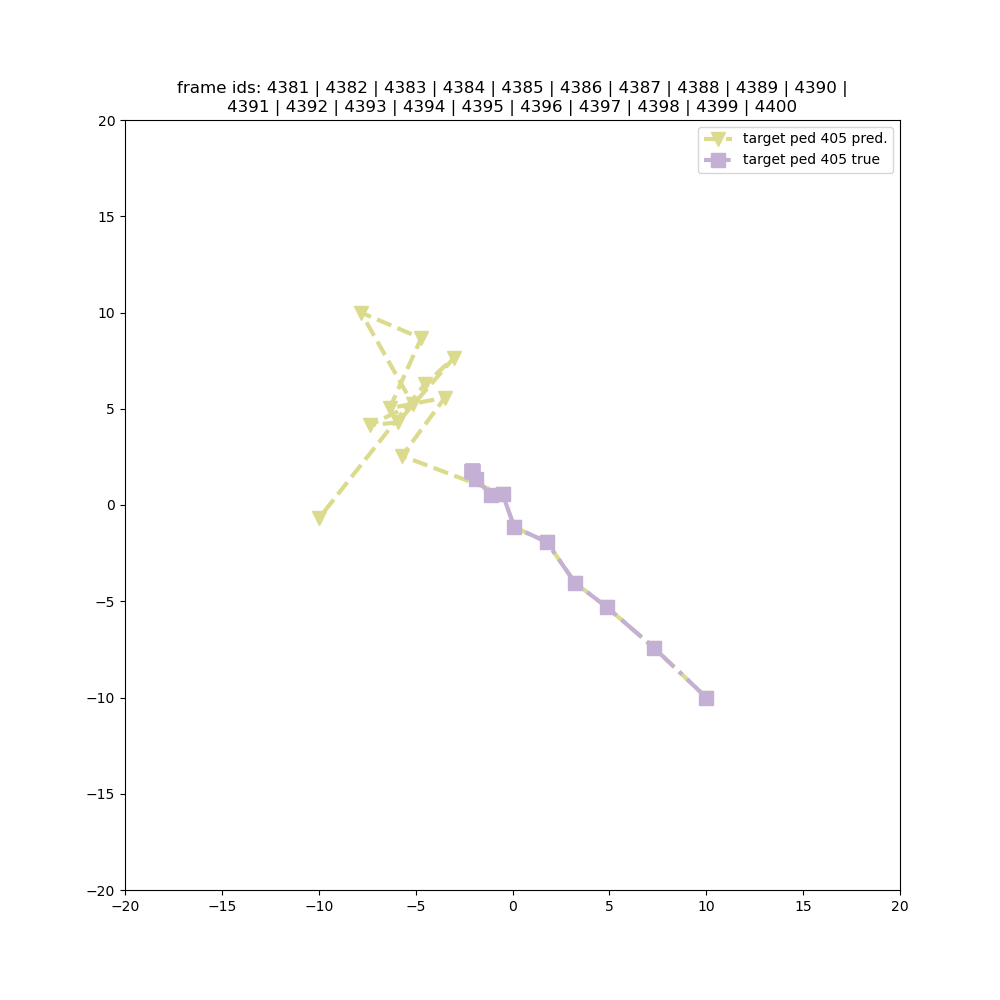 frame ids: 4381 | 4382 | 4383 | 4384 | 4385 | 4386 | 4387 | 4388 | 4389 | 4390 |
4391 | 4392 | 4393 | 4394 | 4395 | 4396 | 4397 | 4398 | 4399 | 4400
target ped 405 pred.
target ped 405 true
20
15
10
5
0
−5
−10
−15
−20
−20 −15 −10 −5 0 5 10 15 20